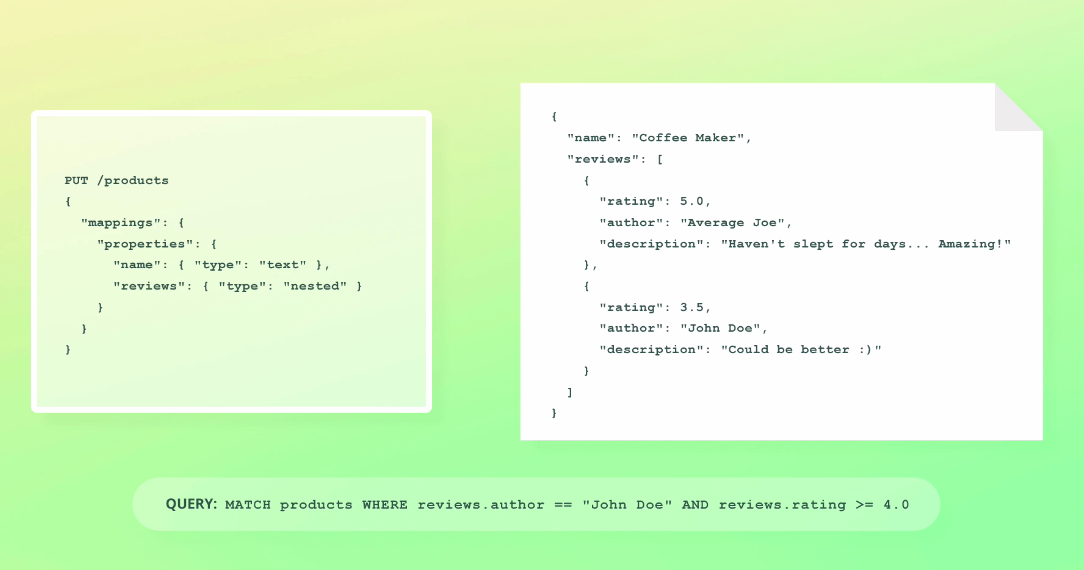 PUT /products
{
  "mappings": {
    "properties": {
      "name": { "type": "text" },
      "reviews": { "type": "nested" }
    }
  }
}
{
  "name": "Coffee Maker",
  "reviews": [
    {
      "rating": 5.0,
      "author": "Average Joe",
      "description": "Haven't slept for days... Amazing!"
    },
    {
      "rating": 3.5,
      "author": "John Doe",
      "description": "Could be better :)"
    }
  ]
}
QUERY: MATCH products WHERE reviews.author == "John Doe" AND reviews.rating >= 4.0